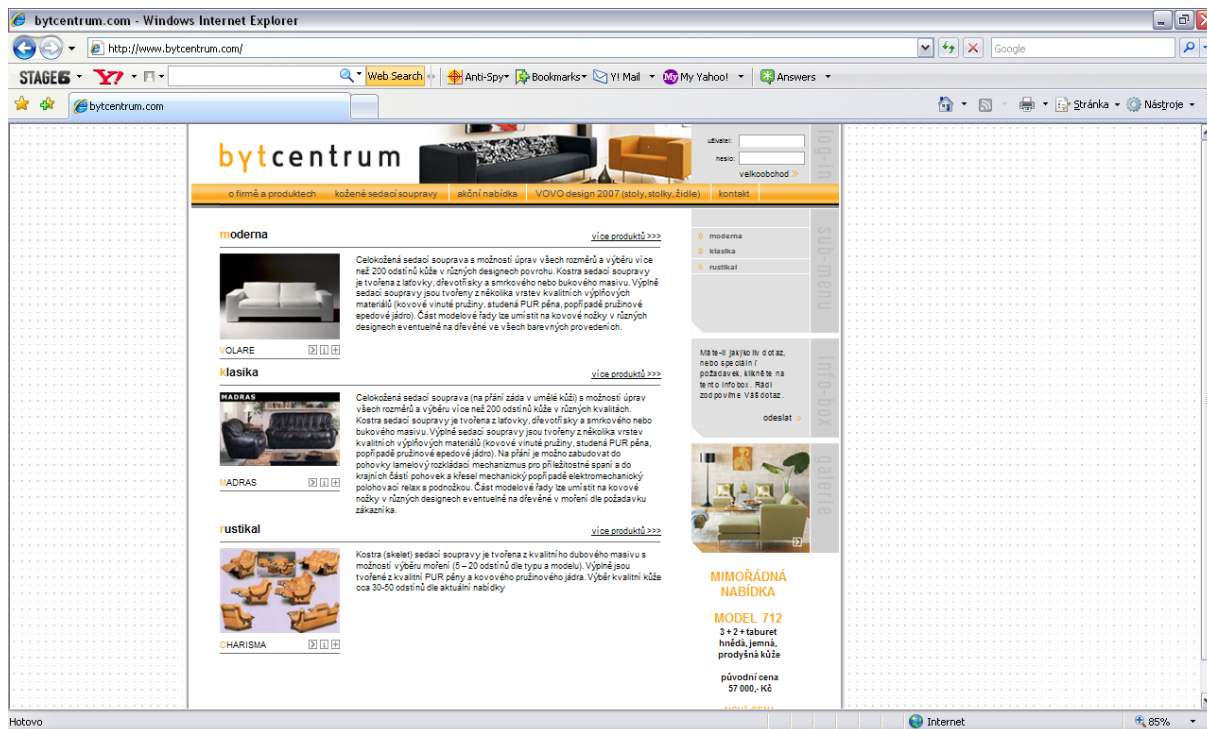 bytcentrum.com - Windows Internet Explorer
http://www.bytcentrum.com/
Google
STAGE6
Y!
Web Search
Anti-Spy
Bookmarks
Y! Mail
My Yahoo!
Answers
bytcentrum.com
Stránka
Nástroje
bytcentrum
uživatel:
heslo:
velkoobchod
log-in
o firmě a produktech
kožené sedací soupravy
akční nabídka
VOVO design 2007 (stoly, stolky, židle)
kontakt
moderna
více produktů >>>
Celokožená sedací souprava s možností úprav všech rozměrů a výběru více
než 200 odstínů kůže v různých designech povrchu. Kostra sedací soupravy
je tvořena z laťovky, dřevotřísky a smrkového nebo bukového masivu. Výplně
sedací soupravy jsou tvořeny z několika vrstev kvalitních výplňových
materiálů (kovové vinuté pružiny, studená PUR pěna, popřípadě pružinové
epedové jádro). Část modelové řady lze umístit na kovové nožky v různých
designech eventuelně na dřevěné ve všech barevných provedeních.
VOLARE
klasika
více produktů >>>
MADRAS
Celokožená sedací souprava (na přání záda v umělé kůži) s možností úprav
všech rozměrů a výběru více než 200 odstínů kůže v různých kvalitách.
Kostra sedací soupravy je tvořena z laťovky, dřevotřísky a smrkového nebo
bukového masivu. Výplně sedací soupravy jsou tvořeny z několika vrstev
kvalitních výplňových materiálů (kovové vinuté pružiny, studená PUR pěna,
popřípadě pružinové epedové jádro). Na přání je možno zabudovat do
pohovky lamelový rozkládací mechanizmus pro příležitostné spaní a do
krajních částí pohovek a křesel mechanický popřípadě elektromechanický
polohovací relax s podnožkou. Část modelové řady lze umístit na kovové
nožky v různých designech eventuelně na dřevěné v moření dle požadavku
zákazníka.
MADRAS
rustikal
více produktů >>>
Kostra (skelet) sedací soupravy je tvořena z kvalitního dubového masivu s
možností výběru moření (5 – 20 odstínů dle typu a modelu). Výplně jsou
tvořené z kvalitní PUR pěny a kovového pružinového jádra. Výběr kvalitní kůže
cca 30-50 odstínů dle aktuální nabídky
CHARISMA
moderna
klasika
rustikal
sub-menu
Máte-li jakýkoliv dotaz,
nebo speciální
požadavek, klikněte na
tento infobox. Rádi
zodpovíme Váš dotaz.
odeslat
info-box
galerie
MIMOŘÁDNÁ
NABÍDKA
MODEL 712
3 + 2 + taburet
hnědá, jemná,
prodyšná kůže
původní cena
57 000,- Kč
Hotovo
Internet
85%